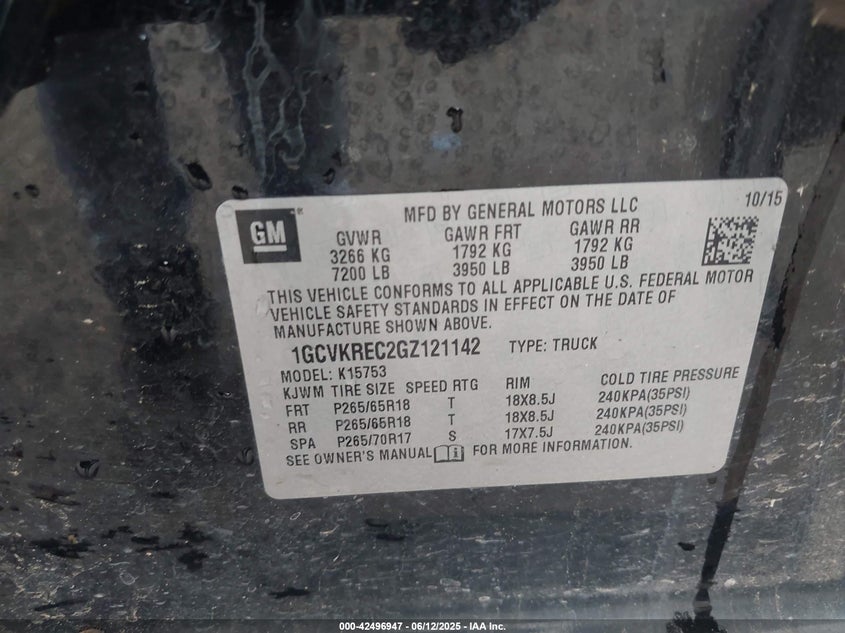 GM
MFD BY GENERAL MOTORS LLC 10/15
GVWR GAWR FRT GAWR RR
3266 KG 1792 KG 1792 KG
7200 LB 3950 LB 3950 LB
THIS VEHICLE CONFORMS TO ALL APPLICABLE U.S. FEDERAL MOTOR
VEHICLE SAFETY STANDARDS IN EFFECT ON THE DATE OF
MANUFACTURE SHOWN ABOVE.
1GCVKREC2GZ121142 TYPE: TRUCK
MODEL: K15753
KJWM TIRE SIZE SPEED RTG RIM COLD TIRE PRESSURE
FRT P265/65R18 T 18X8.5J 240KPA(35PSI)
RR P265/65R18 T 18X8.5J 240KPA(35PSI)
SPA P265/70R17 S 17X7.5J 240KPA(35PSI)
SEE OWNER'S MANUAL FOR MORE INFORMATION.
000-42496947 - 06/12/2025 - IAA Inc.